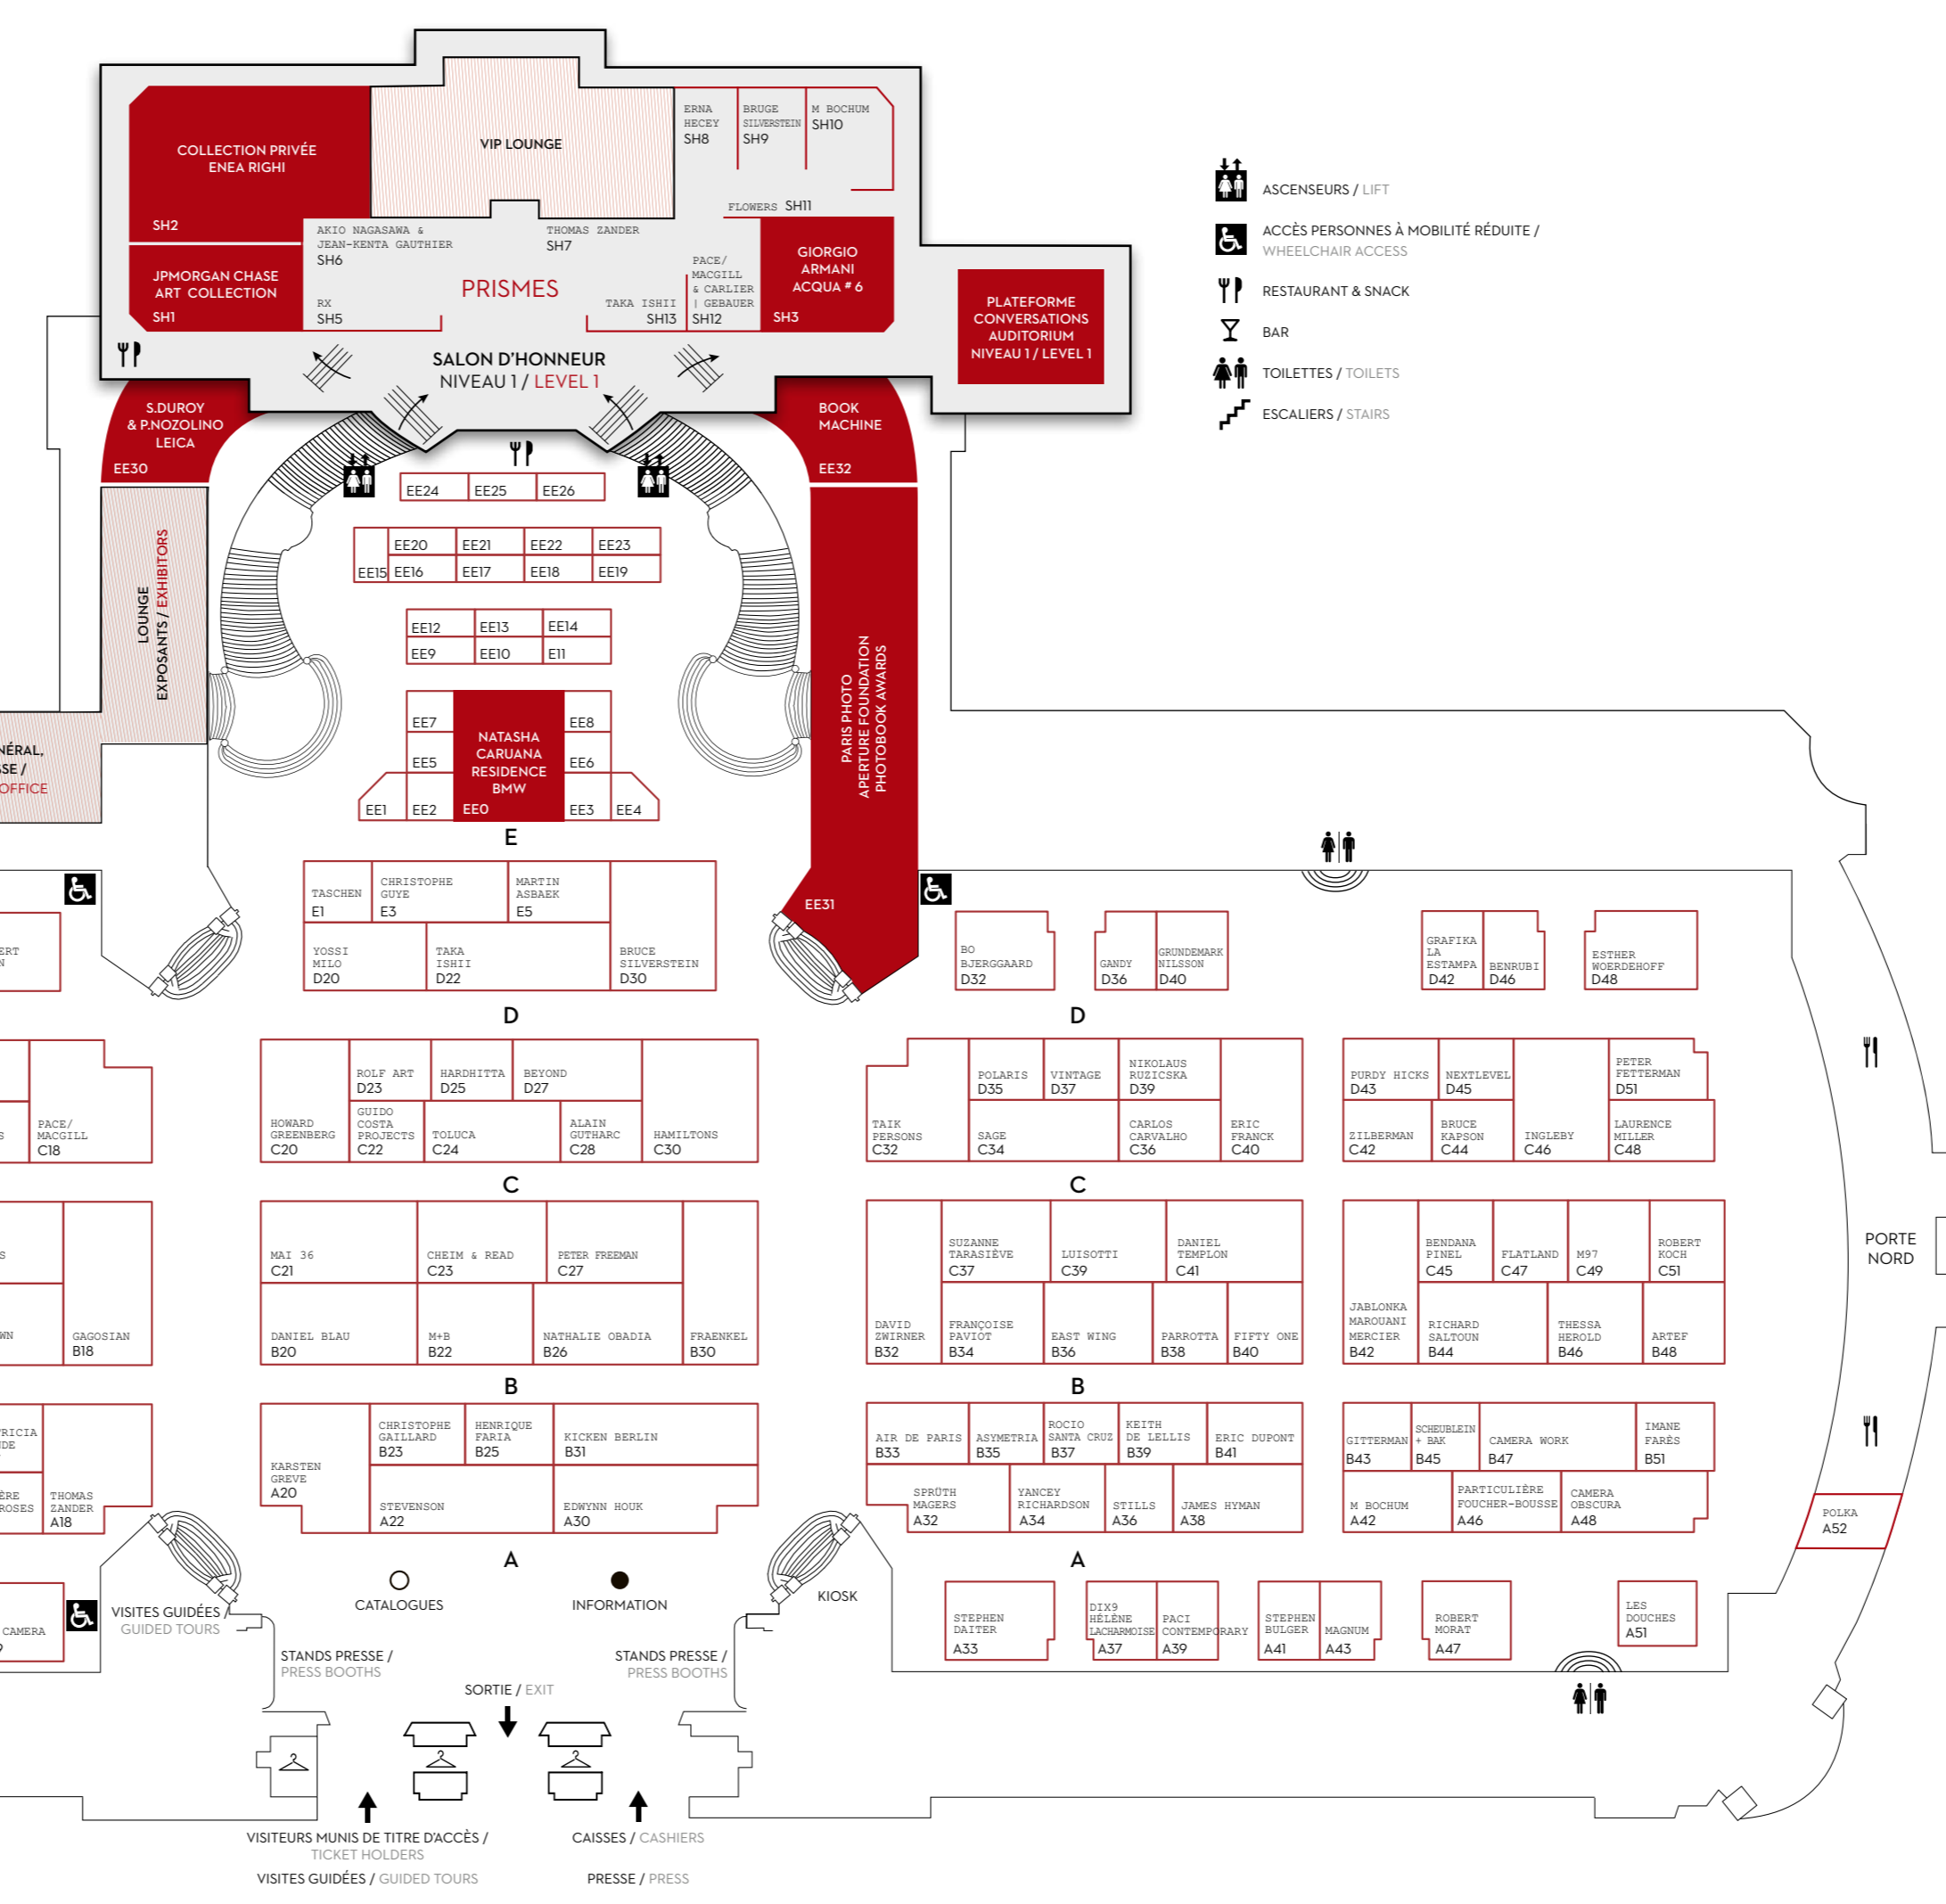 COLLECTION PRIVÉE
ENEA RIGHI
SH2
JPMORGAN CHASE
ART COLLECTION
SH1
VIP LOUNGE
ERNA
HECEY
SH8
BRUGE
SILVERSTEIN
SH9
M BOCHUM
SH10
FLOWERS SH11
AKIO NAGASAWA &
JEAN-KENTA GAUTHIER
SH6
THOMAS ZANDER
SH7
PRISMES
RX
SH5
TAKA ISHII
SH13
PACE/
MACGILL
& CARLIER
| GEBAUER
SH12
GIORGIO
ARMANI
ACQUA # 6
SH3
PLATEFORME
CONVERSATIONS
AUDITORIUM
NIVEAU 1 / LEVEL 1
SALON D'HONNEUR
NIVEAU 1 / LEVEL 1
ASCENSEURS / LIFT
ACCÈS PERSONNES À MOBILITÉ RÉDUITE /
WHEELCHAIR ACCESS
RESTAURANT & SNACK
BAR
TOILETTES / TOILETS
ESCALIERS / STAIRS
S.DUROY
& P.NOZOLINO
LEICA
EE30
BOOK
MACHINE
EE32
LOUNGE
EXPOSANTS / EXHIBITORS
NÉRAL,
SSE /
OFFICE
EE24
EE25
EE26
EE20
EE21
EE22
EE23
EE15
EE16
EE17
EE18
EE19
EE12
EE13
EE14
EE9
EE10
E11
EE7
EE8
EE5
EE6
EE1
EE2
NATASHA
CARUANA
RESIDENCE
BMW
EE0
EE3
EE4
PARIS PHOTO
APERTURE FOUNDATION
PHOTOBOOK AWARDS
EE31
E
TASCHEN
E1
CHRISTOPHE
GUYE
E3
MARTIN
ASBAEK
E5
YOSSI
MILO
D20
TAKA
ISHII
D22
BRUCE
SILVERSTEIN
D30
ERT
N
BO
BJERGGAARD
D32
GANDY
D36
GRUNDEMARK
NILSSON
D40
GRAFIKA
LA
ESTAMPA
D42
BENRUBI
D46
ESTHER
WOERDEHOFF
D48
D
D
S
PACE/
MACGILL
C18
HOWARD
GREENBERG
C20
ROLF ART
D23
HARDHITTA
D25
BEYOND
D27
GUIDO
COSTA
PROJECTS
C22
TOLUCA
C24
ALAIN
GUTHARC
C28
HAMILTONS
C30
TAIK
PERSONS
C32
POLARIS
D35
VINTAGE
D37
NIKOLAUS
RUZICSKA
D39
SAGE
C34
CARLOS
CARVALHO
C36
ERIC
FRANCK
C40
PURDY HICKS
D43
NEXTLEVEL
D45
PETER
FETTERMAN
D51
ZILBERMAN
C42
BRUCE
KAPSON
C44
INGLEBY
C46
LAURENCE
MILLER
C48
C
C
S
WN
GAGOSIAN
B18
MAI 36
C21
CHEIM & READ
C23
PETER FREEMAN
C27
DANIEL BLAU
B20
M+B
B22
NATHALIE OBADIA
B26
FRAENKEL
B30
SUZANNE
TARASIÈVE
C37
LUISOTTI
C39
DANIEL
TEMPLON
C41
DAVID
ZWIRNER
B32
FRANÇOISE
PAVIOT
B34
EAST WING
B36
PARROTTA
B38
FIFTY ONE
B40
BENDANA
PINEL
C45
FLATLAND
C47
M97
C49
ROBERT
KOCH
C51
JABLONKA
MAROUANI
MERCIER
B42
RICHARD
SALTOUN
B44
THESSA
HEROLD
B46
ARTEF
B48
PORTE
NORD
B
B
TRICIA
DE
ÈRE
ROSES
THOMAS
ZANDER
A18
KARSTEN
GREVE
A20
CHRISTOPHE
GAILLARD
B23
HENRIQUE
FARIA
B25
KICKEN BERLIN
B31
STEVENSON
A22
EDWYNN HOUK
A30
AIR DE PARIS
B33
ASYMETRIA
B35
ROCIO
SANTA CRUZ
B37
KEITH
DE LELLIS
B39
ERIC DUPONT
B41
SPRÜTH
MAGERS
A32
YANCEY
RICHARDSON
A34
STILLS
A36
JAMES HYMAN
A38
GITTERMAN
B43
SCHEUBLEIN
+ BAK
B45
CAMERA WORK
B47
IMANE
FARÈS
B51
M BOCHUM
A42
PARTICULIÈRE
FOUCHER-BOUSSE
A46
CAMERA
OBSCURA
A48
POLKA
A52
A
A
CATALOGUES
INFORMATION
KIOSK
CAMERA
9
VISITES GUIDÉES /
GUIDED TOURS
STEPHEN
DAITER
A33
DIX9
HÉLÈNE
LACHARMOISE
A37
PACI
CONTEMPORARY
A39
STEPHEN
BULGER
A41
MAGNUM
A43
ROBERT
MORAT
A47
LES
DOUCHES
A51
STANDS PRESSE /
PRESS BOOTHS
STANDS PRESSE /
PRESS BOOTHS
SORTIE / EXIT
VISITEURS MUNIS DE TITRE D'ACCÈS /
TICKET HOLDERS
VISITES GUIDÉES / GUIDED TOURS
CAISSES / CASHIERS
PRESSE / PRESS